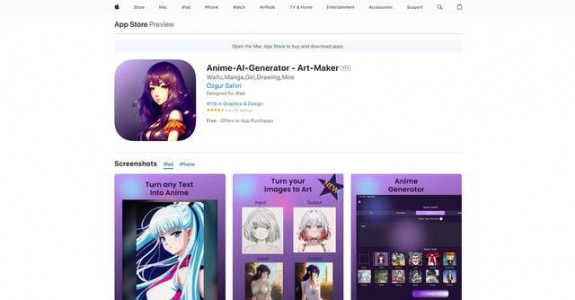 Store Mac iPad iPhone Watch AirPods TV & Home Entertainment Accessories Support
App Store Preview
Open the Mac App Store to buy and download apps.
Anime-AI-Generator - Art-Maker
Waifu,Manga,Girl,Drawing,Moe
Ozgur Sahin
Designed for iPad
in Graphics & Design
Free · Offers In-App Purchases
Screenshots iPad iPhone
Turn any Text
Into Anime
Turn your
images to Art
NEW
Input Output
Anime
Generator